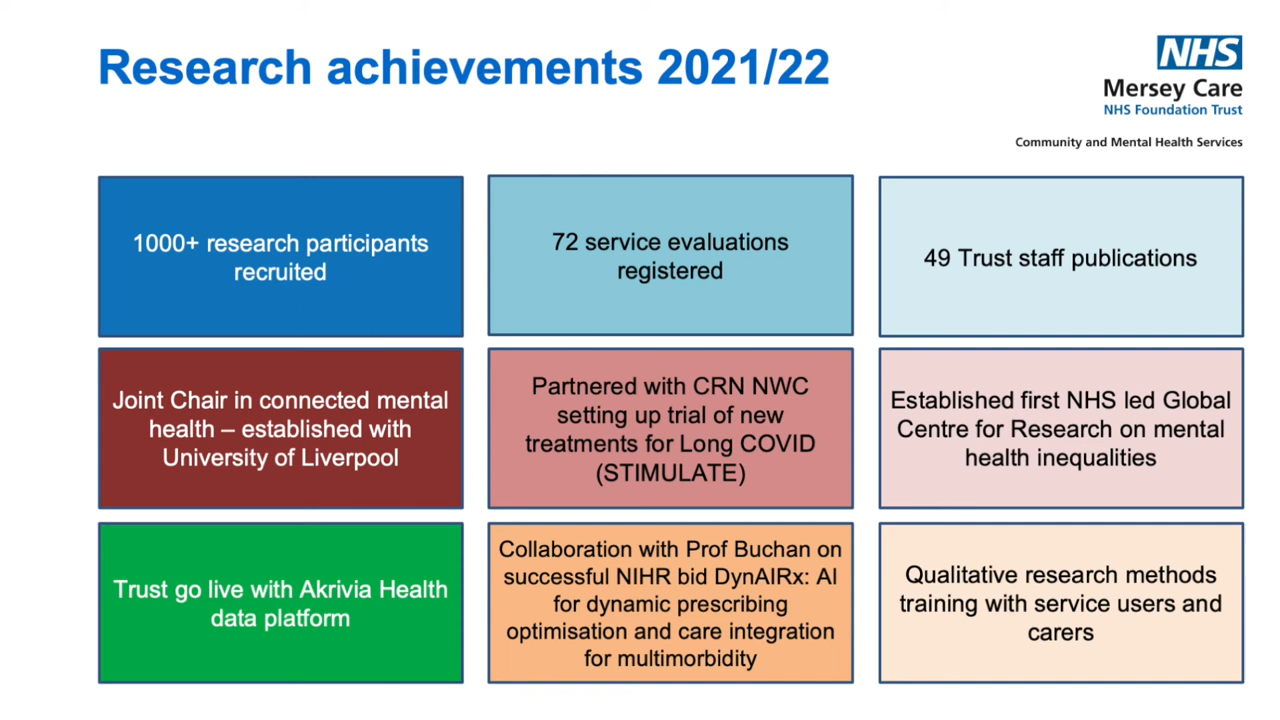 Research achievements 2021/22
NHS
Mersey Care
NHS Foundation Trust
Community and Mental Health Services
1000+ research participants
recruited
72 service evaluations
registered
49 Trust staff publications
Joint Chair in connected mental
health – established with
University of Liverpool
Partnered with CRN NWC
setting up trial of new
treatments for Long COVID
(STIMULATE)
Established first NHS led Global
Centre for Research on mental
health inequalities
Trust go live with Akrivia Health
data platform
Collaboration with Prof Buchan on
successful NIHR bid DynAIRx: AI
for dynamic prescribing
optimisation and care integration
for multimorbidity
Qualitative research methods
training with service users and
carers